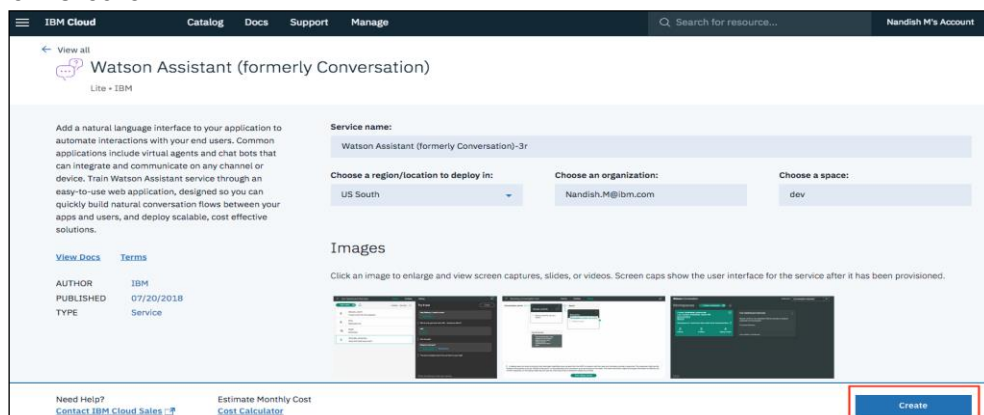 IBM Cloud Catalog Docs Support Manage Search for resource... Nandish M's Account
← View all
Watson Assistant (formerly Conversation)
Lite • IBM
Add a natural language interface to your application to
automate interactions with your end users. Common
applications include virtual agents and chat bots that
can integrate and communicate on any channel or
device. Train Watson Assistant service through an
easy-to-use web application, designed so you can
quickly build natural conversation flows between your
apps and users, and deploy scalable, cost effective
solutions.
View Docs Terms
AUTHOR IBM
PUBLISHED 07/20/2018
TYPE Service
Service name:
Watson Assistant (formerly Conversation)-3r
Choose a region/location to deploy in: Choose an organization: Choose a space:
US South Nandish.M@ibm.com dev
Images
Click an image to enlarge and view screen captures, slides, or videos. Screen caps show the user interface for the service after it has been provisioned.
Need Help? Estimate Monthly Cost
Contact IBM Cloud Sales Cost Calculator
Create